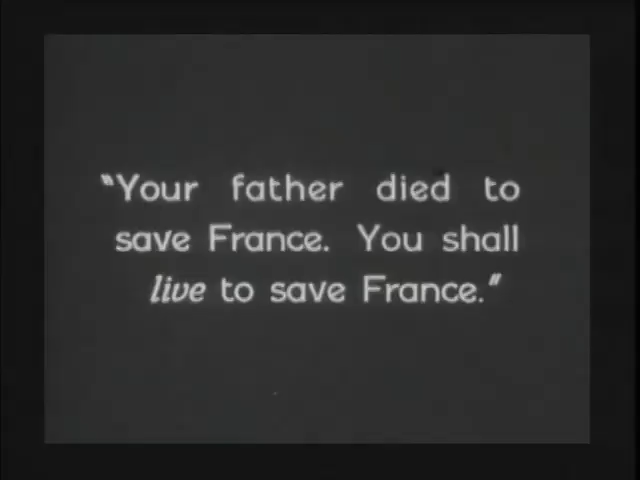 "Your father died to
save France. You shall
live to save France."